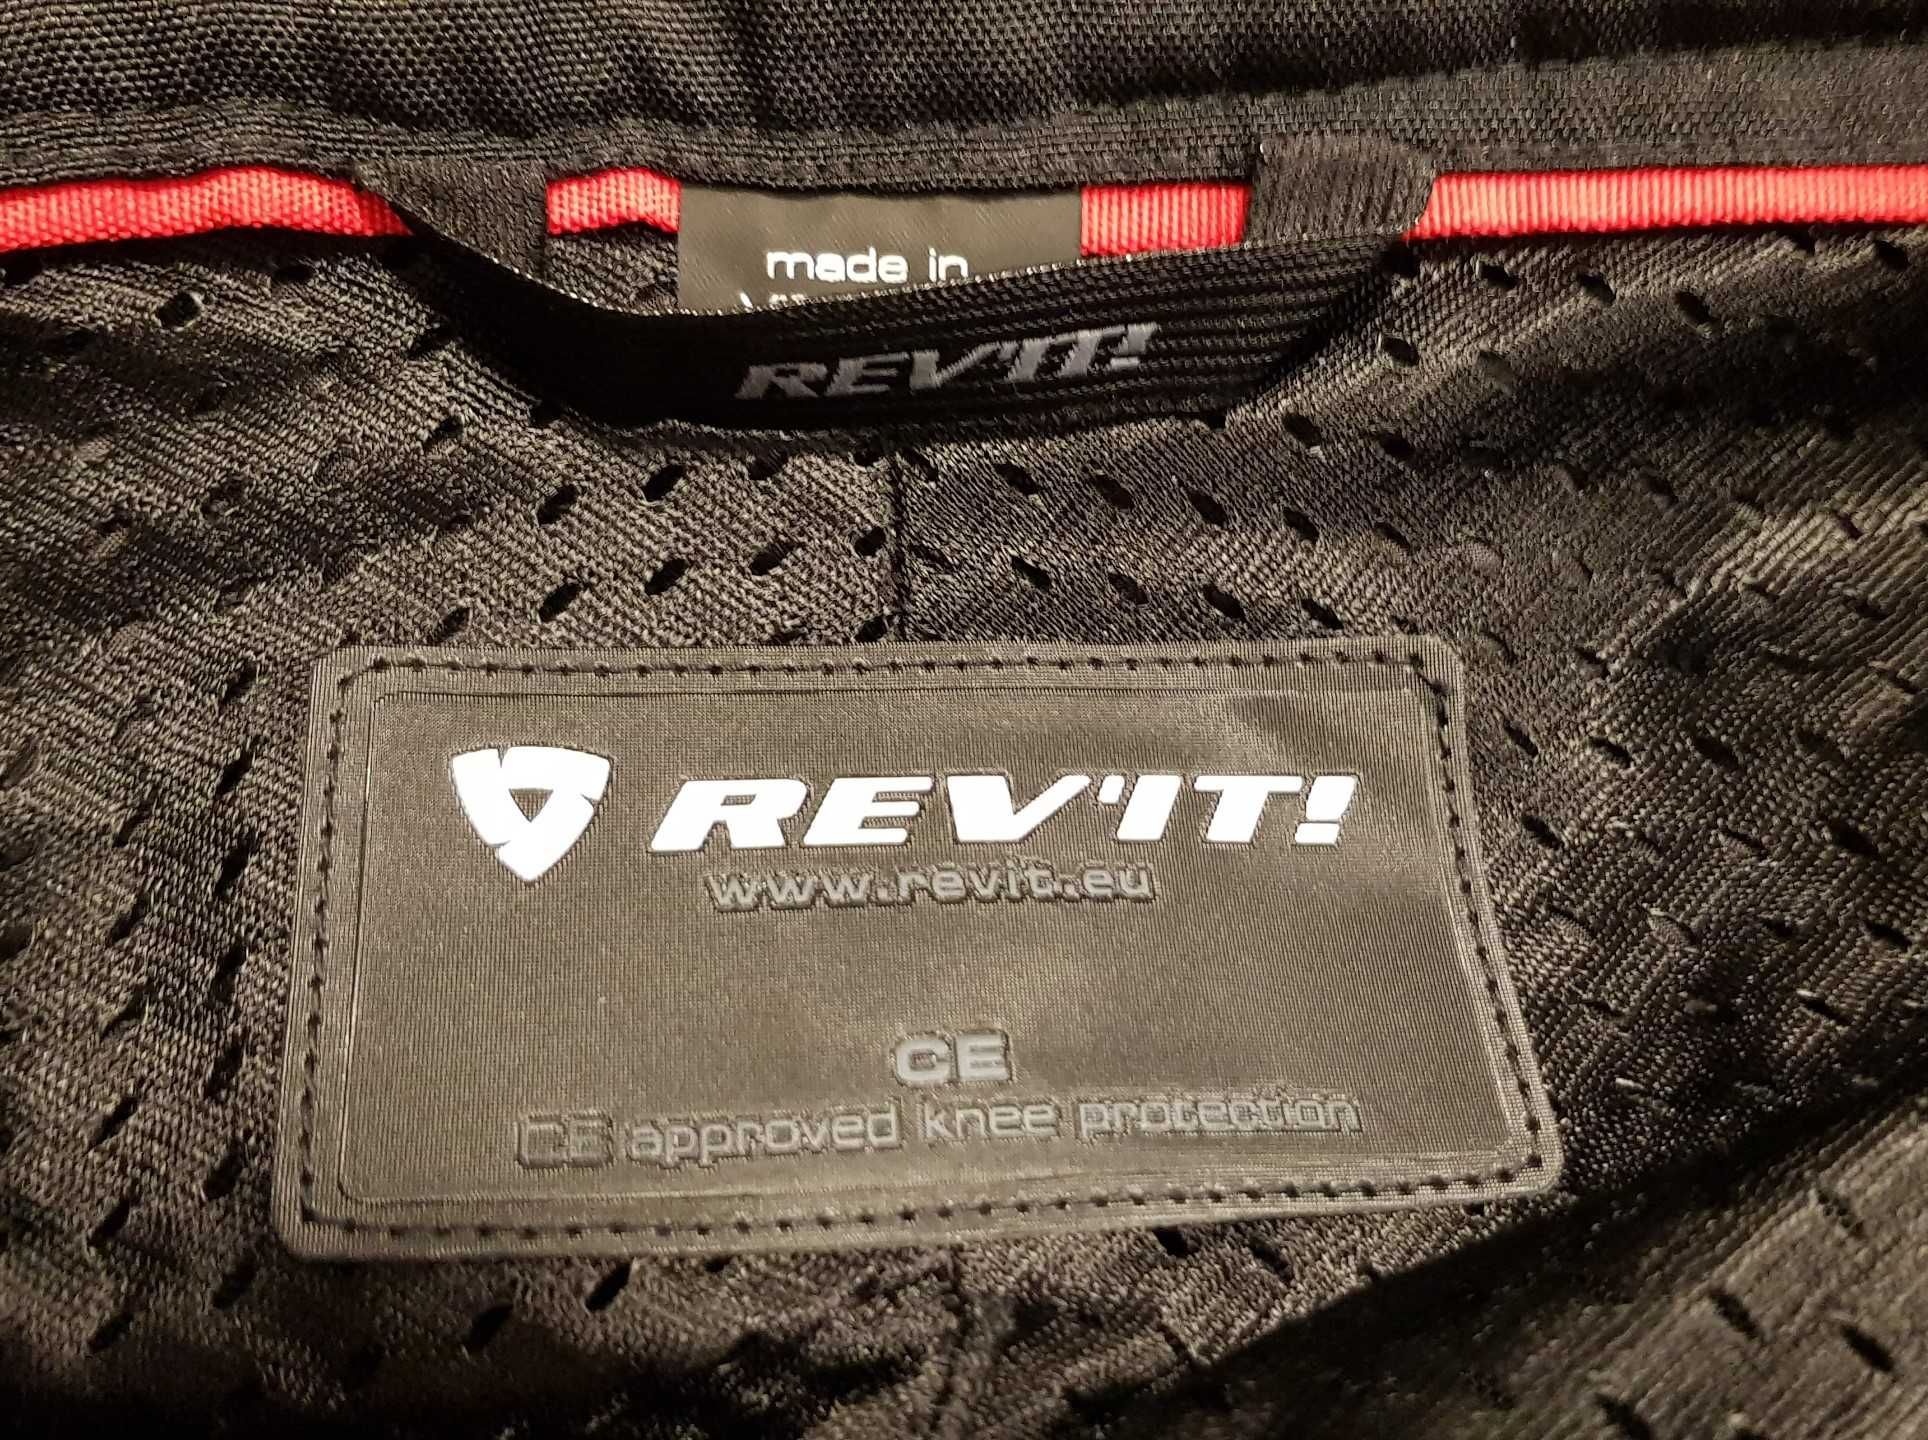 made in
REV'IT!
REV'IT!
www.revit.eu
CE
CE approved knee protection